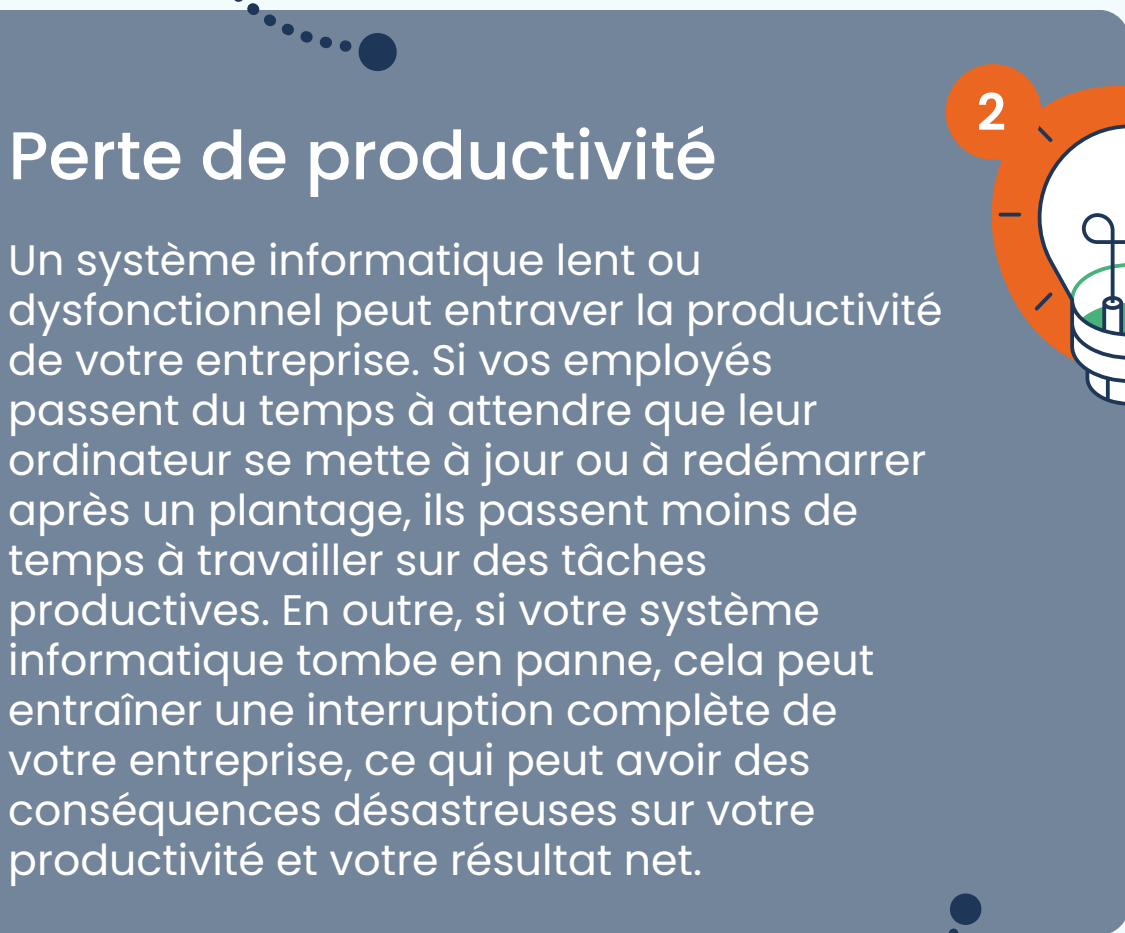 2
Perte de productivité
Un système informatique lent ou
dysfonctionnel peut entraver la productivité
de votre entreprise. Si vos employés
passent du temps à attendre que leur
ordinateur se mette à jour ou à redémarrer
après un plantage, ils passent moins de
temps à travailler sur des tâches
productives. En outre, si votre système
informatique tombe en panne, cela peut
entraîner une interruption complète de
votre entreprise, ce qui peut avoir des
conséquences désastreuses sur votre
productivité et votre résultat net.